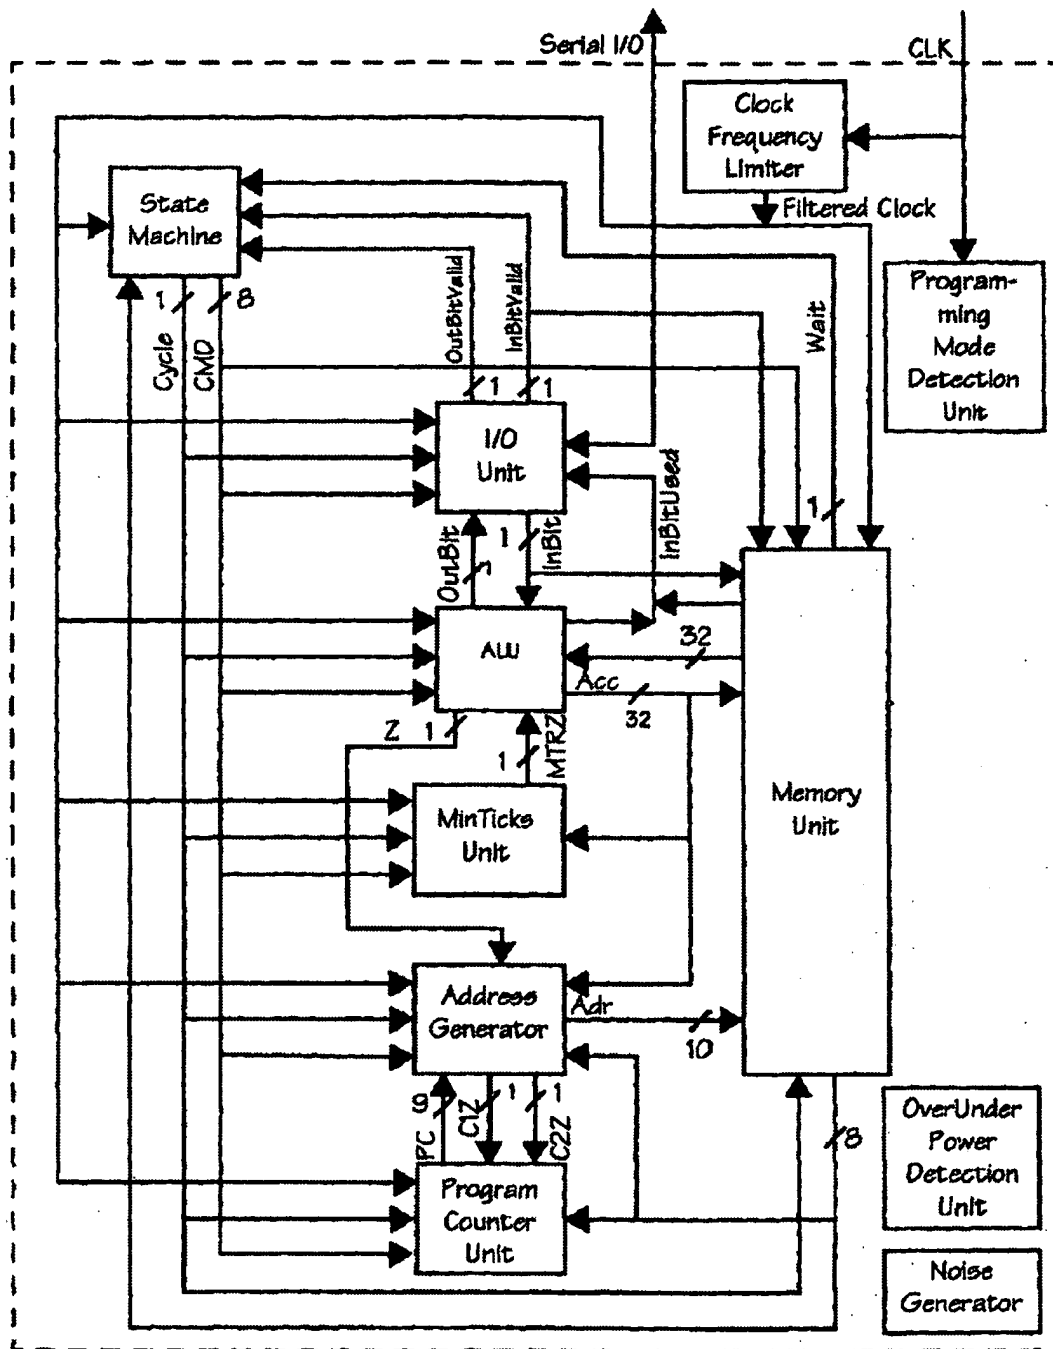 Serial I/O
CLK
Clock
Frequency
Limiter
Filtered Clock
State
Machine
Program-
ming
Mode
Detection
Unit
1
8
Cycle
CMD
OutBitValid
InBitValid
Wait
1
1
I/O
Unit
1
InBitUsed
OutBit
1
1
InBit
ALU
32
Acc
32
Z
1
1
MTRZ
MinTicks
Unit
Memory
Unit
Address
Generator
Adr
10
9
PC
C1Z
1
1
C2Z
8
Program
Counter
Unit
OverUnder
Power
Detection
Unit
Noise
Generator